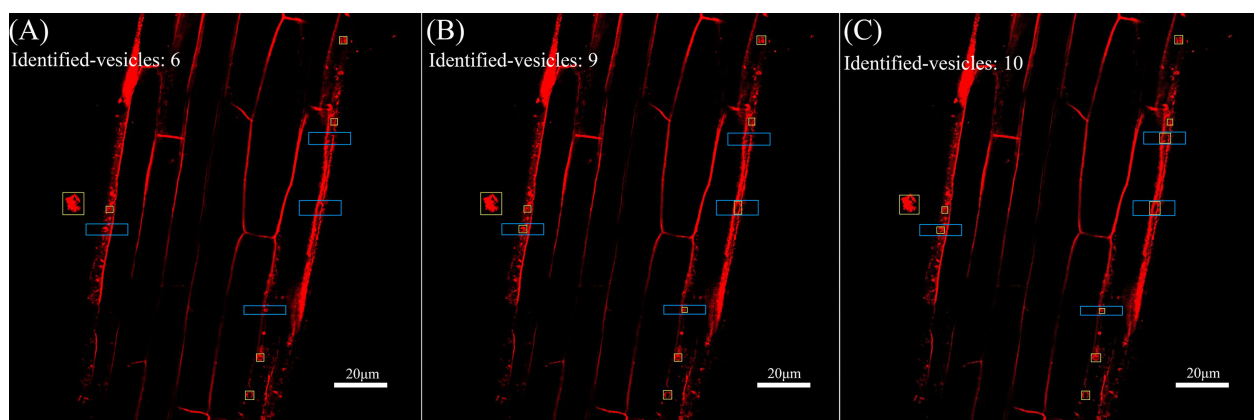 (A)
Identified-vesicles: 6
20μm
(B)
Identified-vesicles: 9
20μm
(C)
Identified-vesicles: 10
20μm